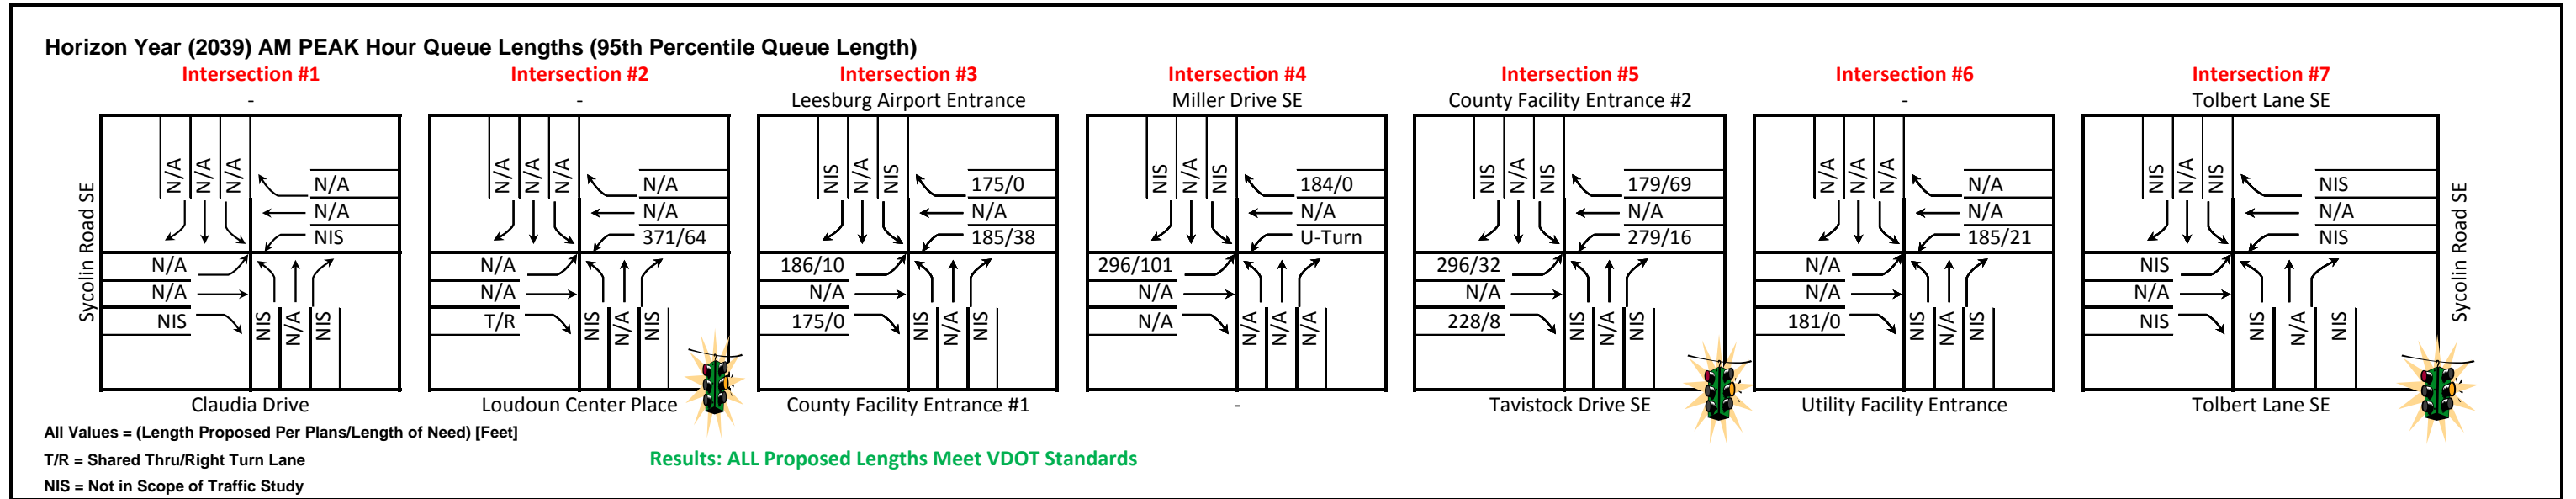 Horizon Year (2039) AM PEAK Hour Queue Lengths (95th Percentile Queue Length)
Intersection #1
-
Sycolin Road SE
N/A
N/A
N/A
N/A
N/A
NIS
N/A
N/A
NIS
NIS
N/A
NIS
Claudia Drive
Intersection #2
-
N/A
N/A
N/A
N/A
N/A
371/64
N/A
N/A
T/R
NIS
N/A
NIS
Loudoun Center Place
Intersection #3
Leesburg Airport Entrance
NIS
N/A
NIS
175/0
N/A
185/38
186/10
N/A
175/0
NIS
N/A
NIS
County Facility Entrance #1
Intersection #4
Miller Drive SE
NIS
N/A
NIS
184/0
N/A
U-Turn
296/101
N/A
N/A
N/A
N/A
N/A
-
Intersection #5
County Facility Entrance #2
NIS
N/A
NIS
179/69
N/A
279/16
296/32
N/A
228/8
NIS
N/A
NIS
Tavistock Drive SE
Intersection #6
-
N/A
N/A
N/A
N/A
N/A
185/21
N/A
N/A
181/0
NIS
N/A
NIS
Utility Facility Entrance
Intersection #7
Tolbert Lane SE
NIS
N/A
NIS
NIS
N/A
NIS
NIS
N/A
NIS
NIS
N/A
NIS
Tolbert Lane SE
Sycolin Road SE
All Values = (Length Proposed Per Plans/Length of Need) [Feet]
T/R = Shared Thru/Right Turn Lane
NIS = Not in Scope of Traffic Study
Results: ALL Proposed Lengths Meet VDOT Standards